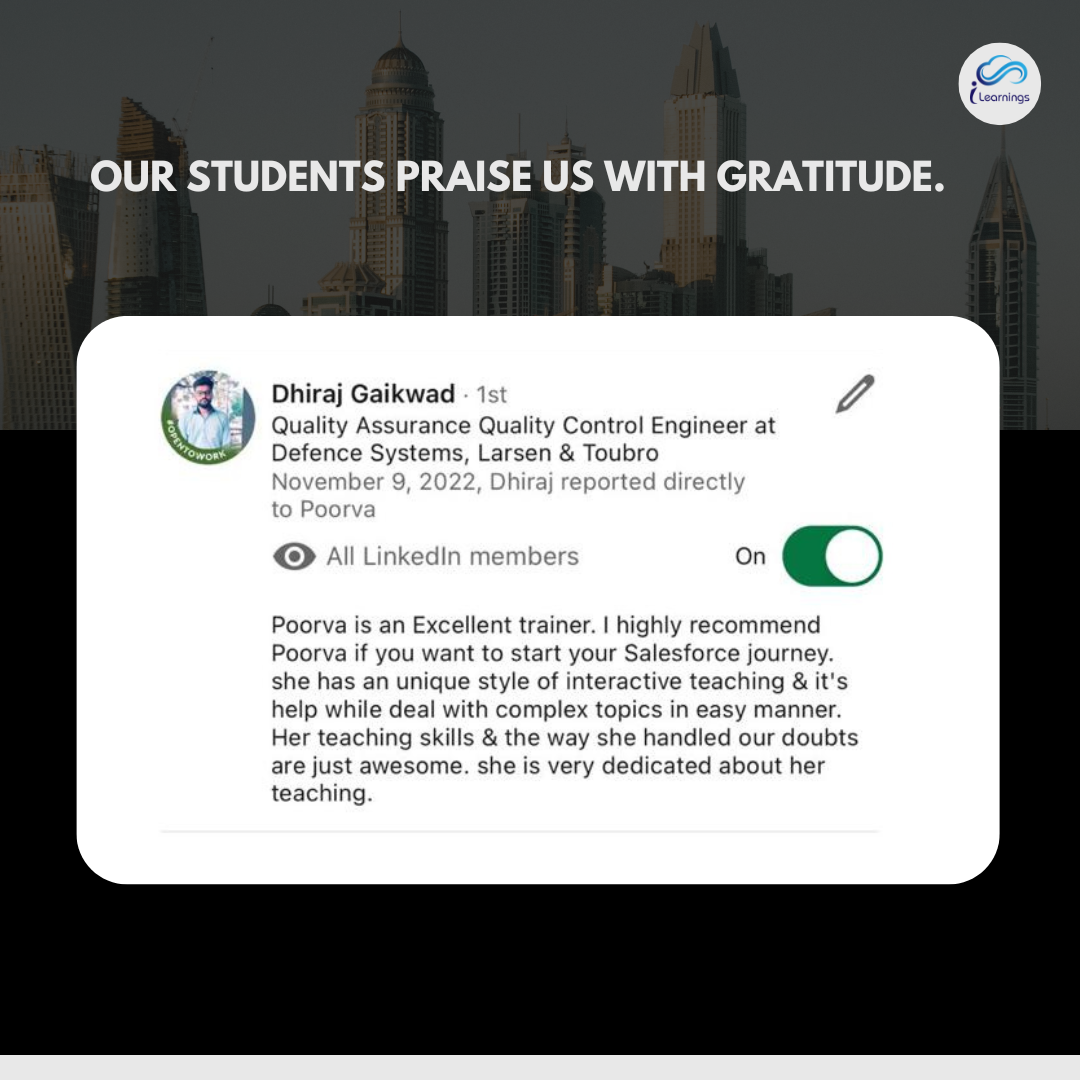 iLearnings
OUR STUDENTS PRAISE US WITH GRATITUDE.
#OPENTOWORK
Dhiraj Gaikwad · 1st
Quality Assurance Quality Control Engineer at
Defence Systems, Larsen & Toubro
November 9, 2022, Dhiraj reported directly
to Poorva
All LinkedIn members
On
Poorva is an Excellent trainer. I highly recommend
Poorva if you want to start your Salesforce journey.
she has an unique style of interactive teaching & it's
help while deal with complex topics in easy manner.
Her teaching skills & the way she handled our doubts
are just awesome. she is very dedicated about her
teaching.